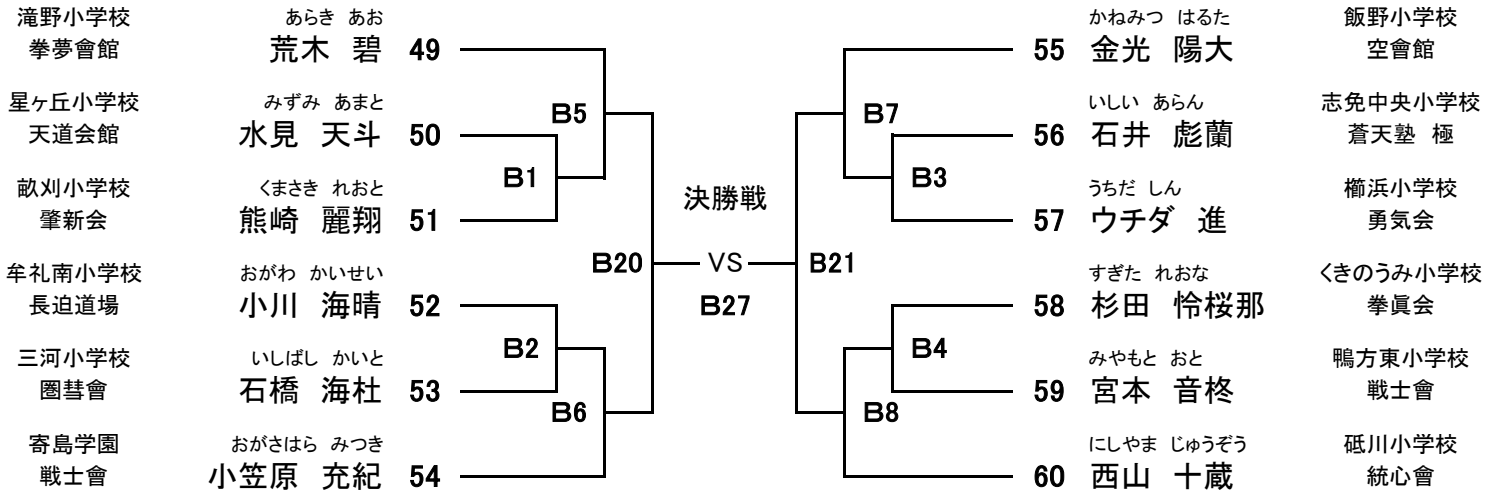 滝野小学校 あらき あお
拳夢會館 荒木 碧 49
星ヶ丘小学校 みずみ あまと
天道会館 水見 天斗 50
畝刈小学校 くまさき れおと
肇新会 熊崎 麗翔 51
牟礼南小学校 おがわ かいせい
長迫道場 小川 海晴 52
三河小学校 いしばし かいと
圏彗會 石橋 海杜 53
寄島学園 おがさはら みつき
戦士會 小笠原 充紀 54
B5
B1
B20
B2
B6
決勝戦
VS
B27
B7
B3
B21
B4
B8
かねみつ はるた 飯野小学校
55 金光 陽大 空會館
いしい あらん 志免中央小学校
56 石井 彪蘭 蒼天塾 極
うちだ しん 櫛浜小学校
57 ウチダ 進 勇気会
すぎた れおな くきのうみ小学校
58 杉田 怜桜那 拳眞会
みやもと おと 鴨方東小学校
59 宮本 音柊 戦士會
にしやま じゅうぞう 砥川小学校
60 西山 十蔵 統心會